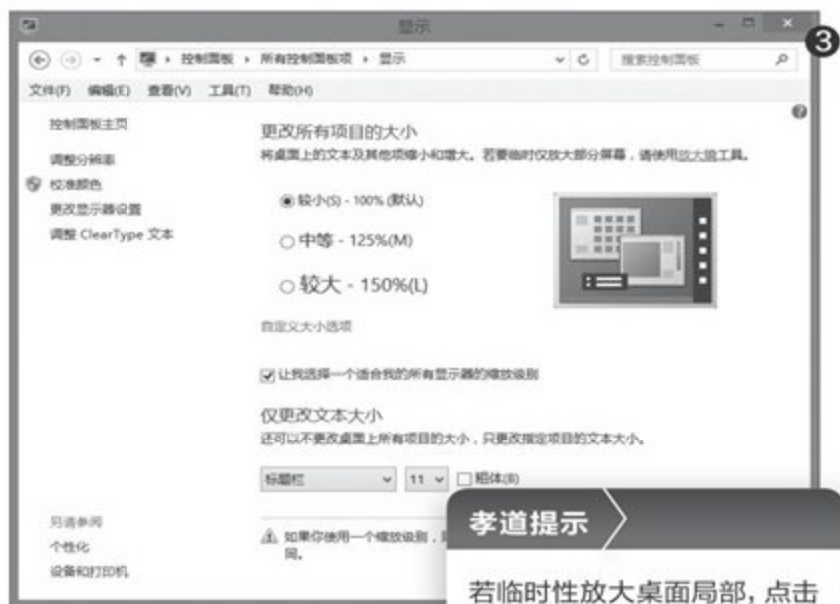 显示
③
控制面板 › 所有控制面板项 › 显示
搜索控制面板
文件(F) 编辑(E) 查看(V) 工具(T) 帮助(H)
控制面板主页
调整分辨率
校准颜色
更改显示器设置
调整 ClearType 文本
更改所有项目的大小
将桌面上的文本及其他项缩小和增大。若要临时仅放大部分屏幕，请使用放大镜工具。
较小(S) - 100% (默认)
中等 - 125%(M)
较大 - 150%(L)
自定义大小选项
让我选择一个适合我的所有显示器的缩放级别
仅更改文本大小
还可以不更改桌面上所有项目的大小，只更改指定项目的文本大小。
标题栏 11 粗体(B)
如果你使用一个缩放级别，
同。
另请参阅
个性化
设备和打印机
孝道提示
若临时性放大桌面局部，点击